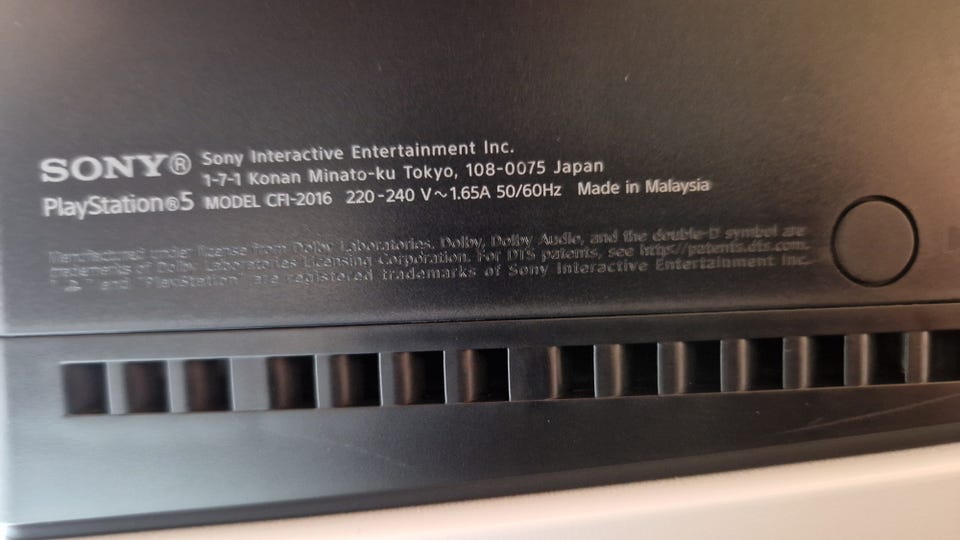 SONY® Sony Interactive Entertainment Inc.
1-7-1 Konan Minato-ku Tokyo, 108-0075 Japan
PlayStation®5 MODEL CFI-2016 220-240 V~1.65A 50/60Hz Made in Malaysia
Manufactured under license from Dolby Laboratories. Dolby, Dolby Audio, and the double-D symbol are
trademarks of Dolby Laboratories Licensing Corporation. For DTS patents, see http://patents.dts.com.
" " and "PlayStation" are registered trademarks of Sony Interactive Entertainment Inc.